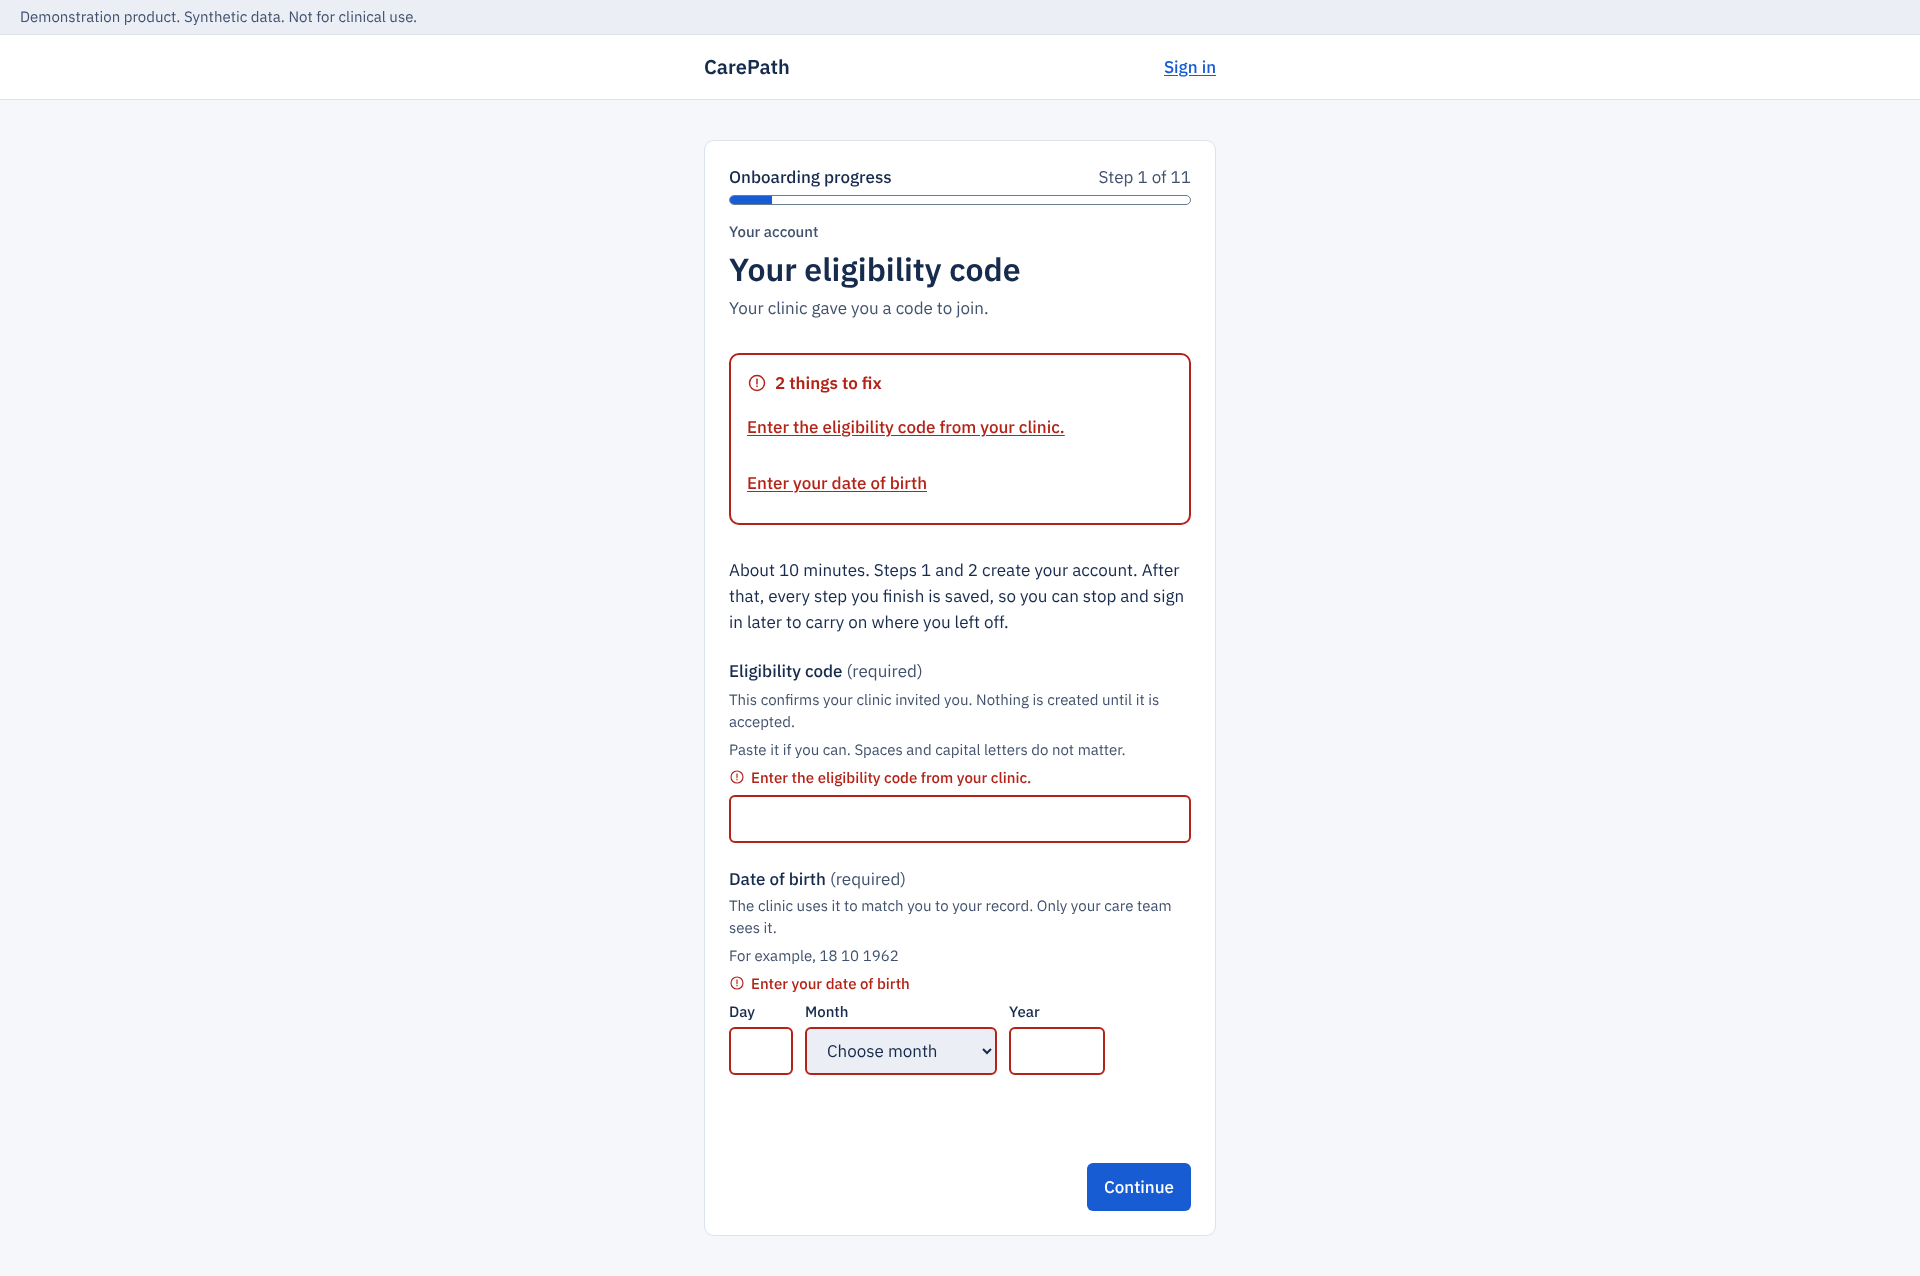 Demonstration product. Synthetic data. Not for clinical use.
CarePath
Sign in
Onboarding progress
Step 1 of 11
Your account
Your eligibility code
Your clinic gave you a code to join.
2 things to fix
Enter the eligibility code from your clinic.
Enter your date of birth
About 10 minutes. Steps 1 and 2 create your account. After
that, every step you finish is saved, so you can stop and sign
in later to carry on where you left off.
Eligibility code (required)
This confirms your clinic invited you. Nothing is created until it is
accepted.
Paste it if you can. Spaces and capital letters do not matter.
Enter the eligibility code from your clinic.
Date of birth (required)
The clinic uses it to match you to your record. Only your care team
sees it.
For example, 18 10 1962
Enter your date of birth
Day
Month
Year
Choose month
Continue